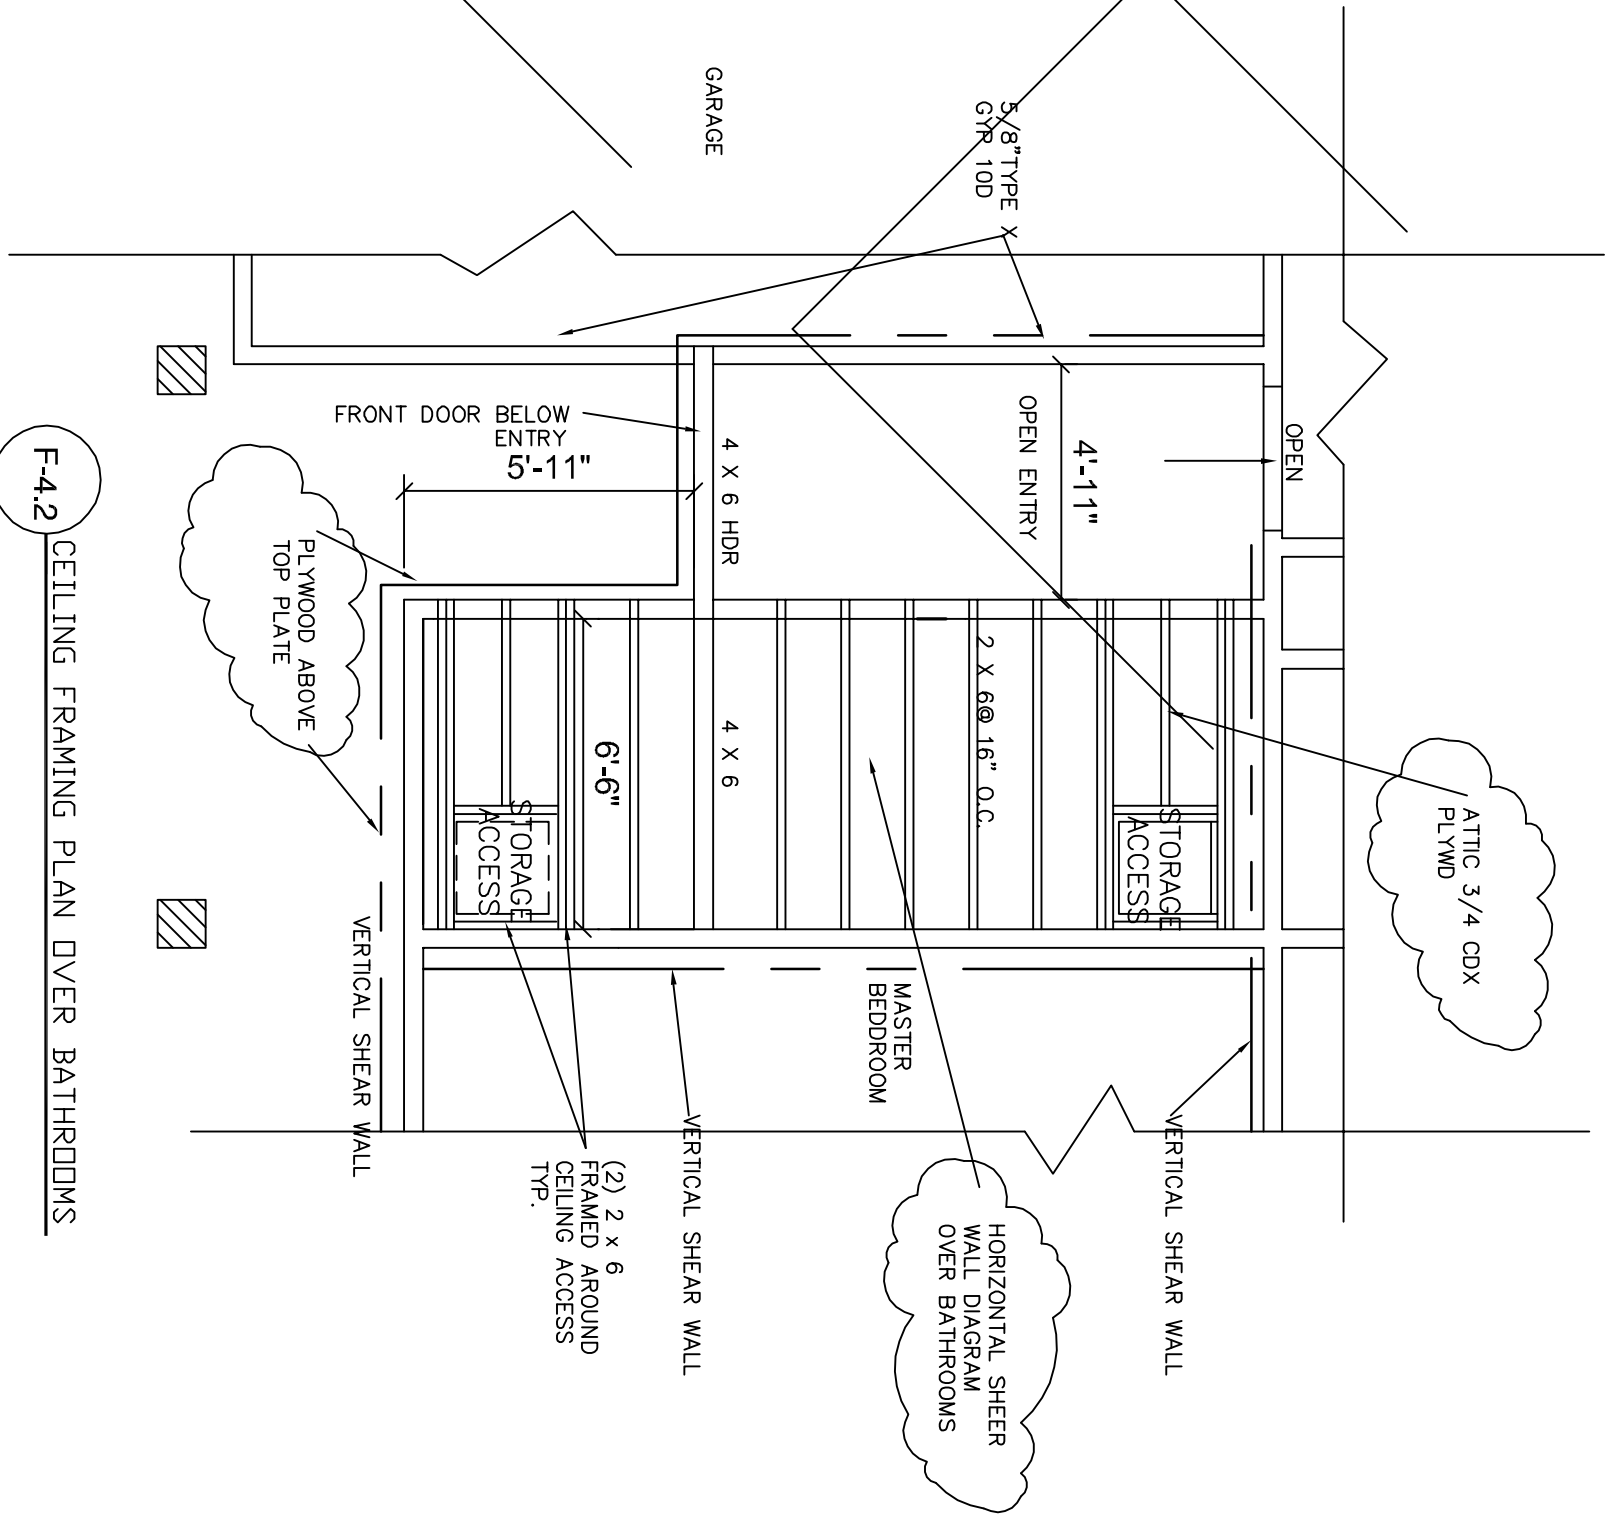 GARAGE
5/8"TYPE X
GYP 10D
FRONT DOOR BELOW
ENTRY
5'-11"
4 X 6 HDR
OPEN ENTRY
4'-11"
OPEN
PLYWOOD ABOVE
TOP PLATE
6'-6"
4 X 6
2 X 6@ 16" O.C.
STORAGE
ACCESS
STORAGE
ACCESS
ATTIC 3/4 CDX
PLYWD
MASTER
BEDDROOM
VERTICAL SHEAR WALL
VERTICAL SHEAR WALL
VERTICAL SHEAR WALL
(2) 2 x 6
FRAMED AROUND
CEILING ACCESS
TYP.
HORIZONTAL SHEER
WALL DIAGRAM
OVER BATHROOMS
F-4.2
CEILING FRAMING PLAN OVER BATHROOMS